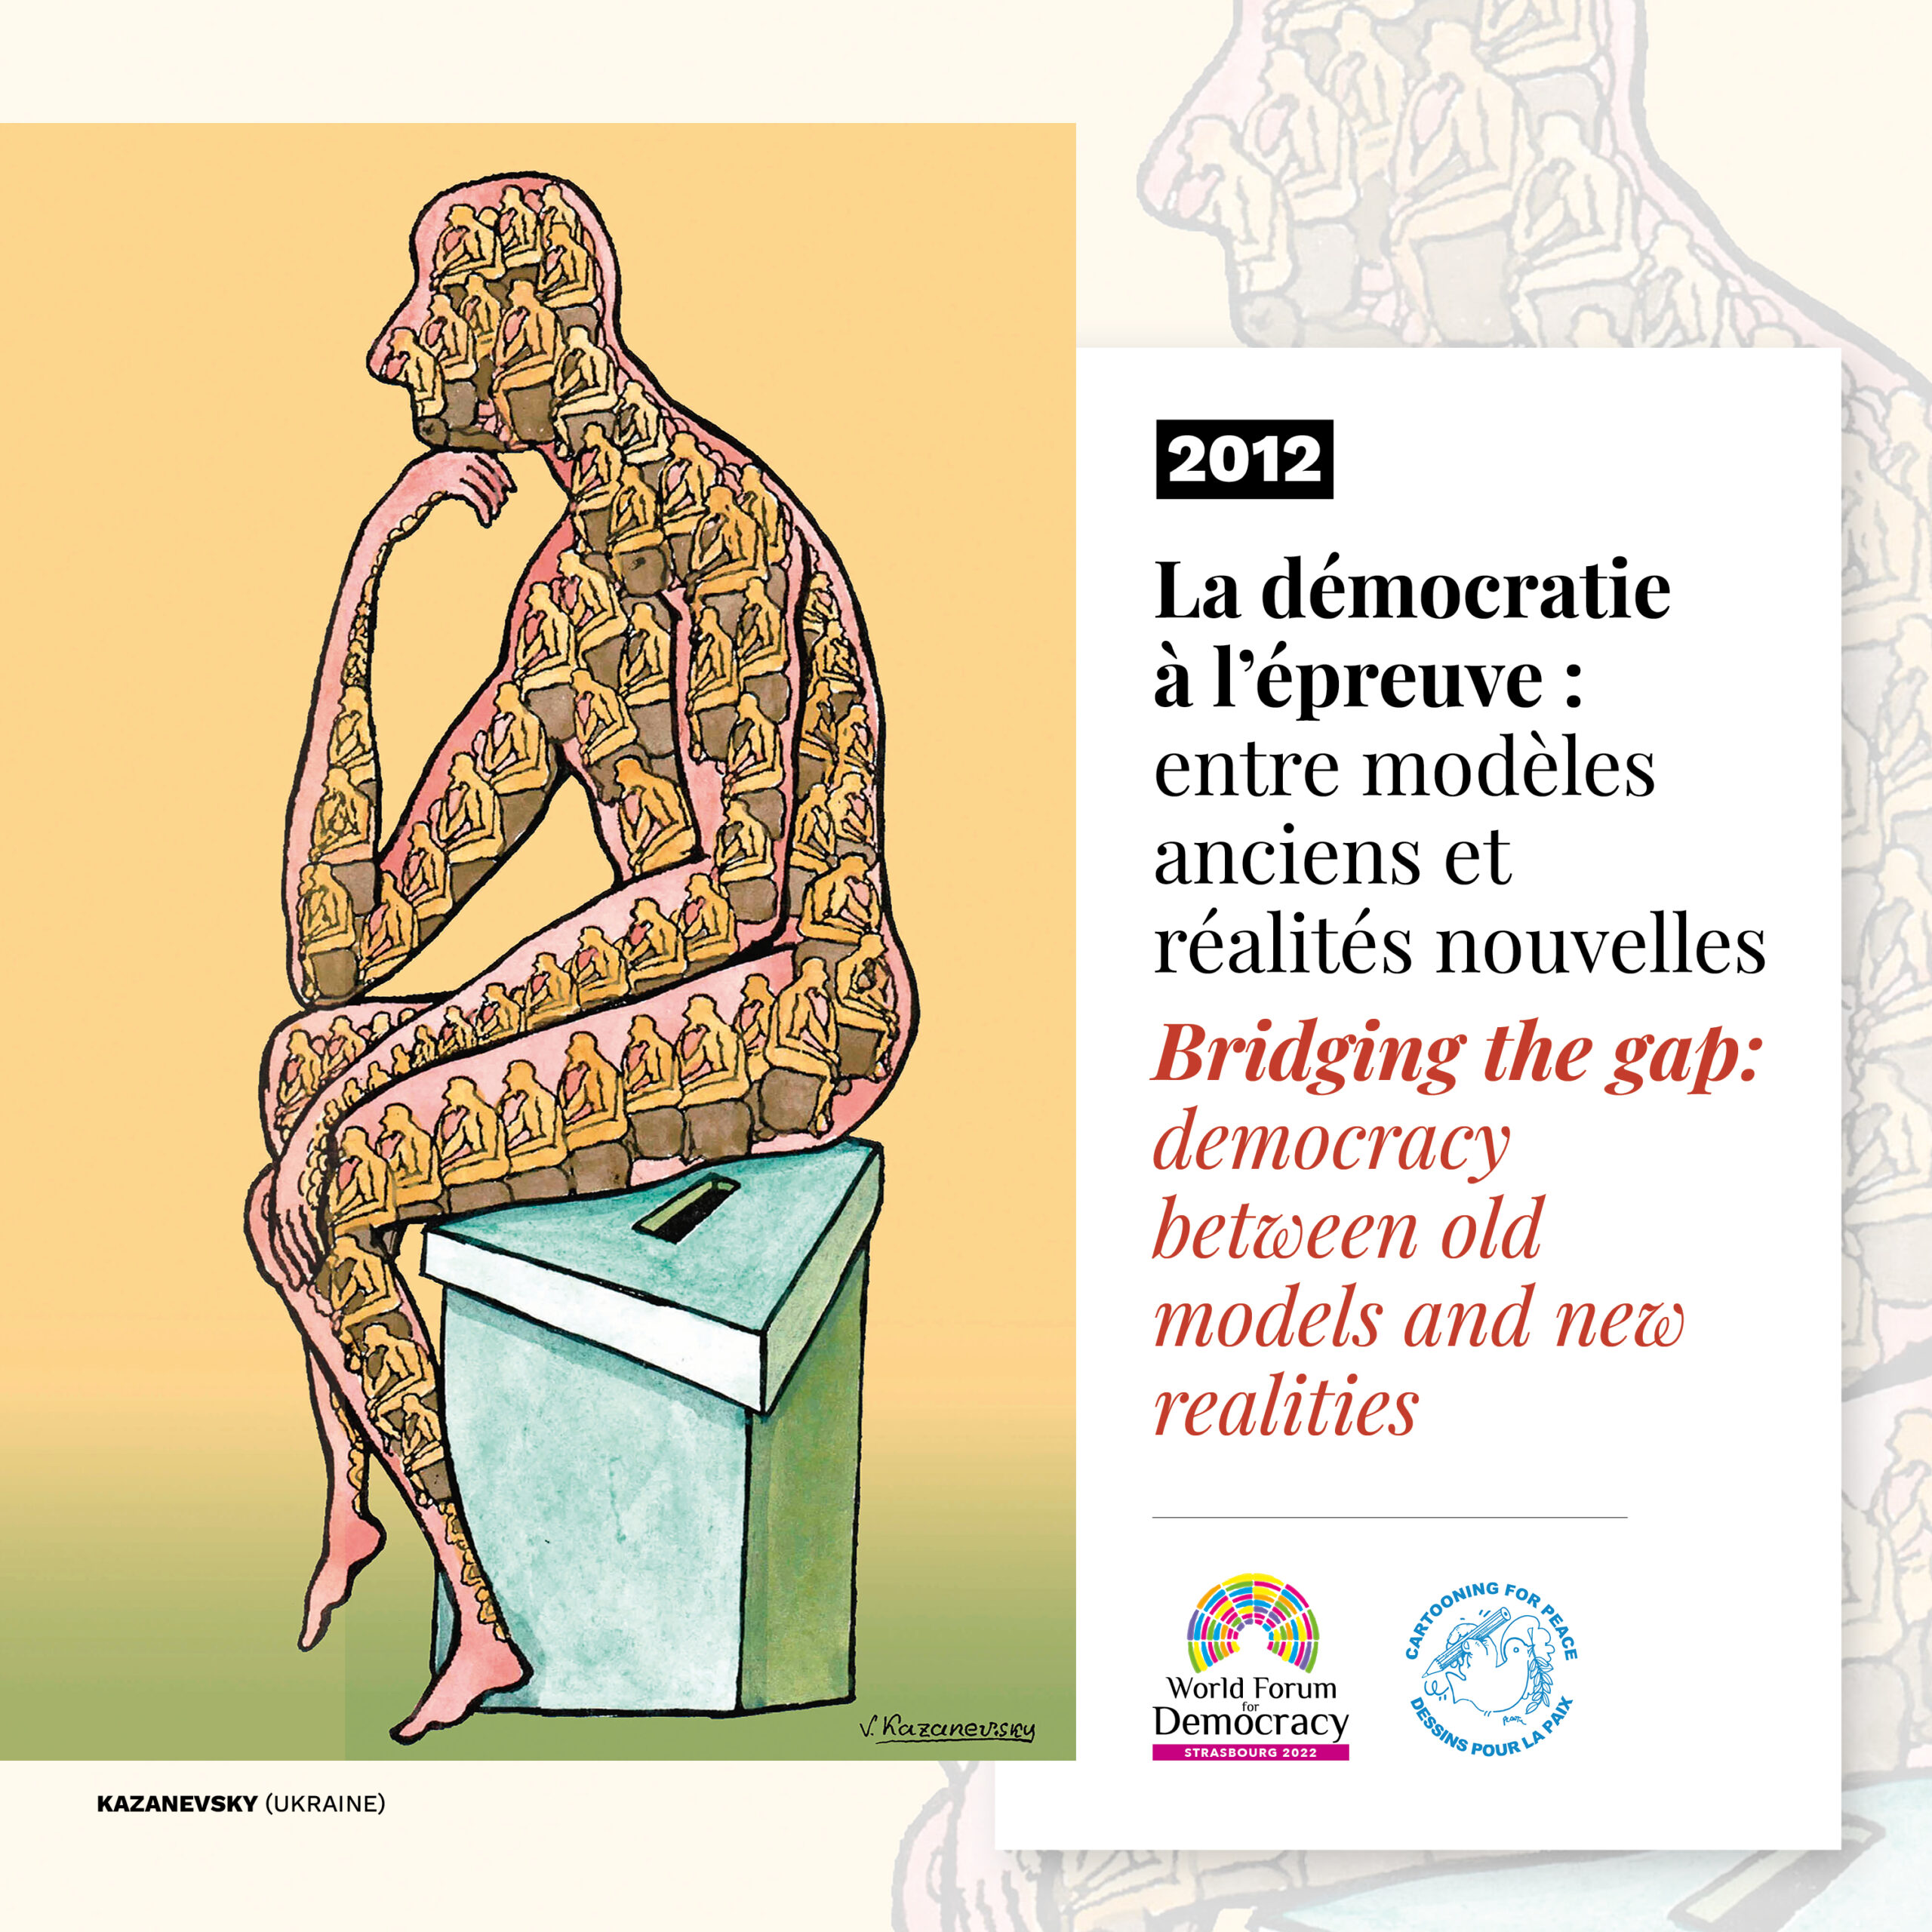 2012
La démocratie
à l’épreuve :
entre modèles
anciens et
réalités nouvelles
Bridging the gap:
democracy
between old
models and new
realities
World Forum
for
Democracy
STRASBOURG 2022
CARTOONING FOR PEACE
DESSINS POUR LA PAIX
V. Kazanevsky
KAZANEVSKY (UKRAINE)